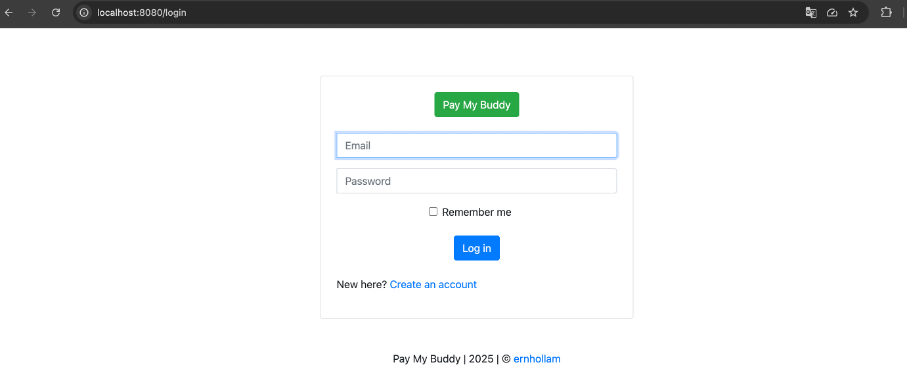 localhost:8080/login
Pay My Buddy
Email
Password
Remember me
Log in
New here? Create an account
Pay My Buddy | 2025 | © ernhollam